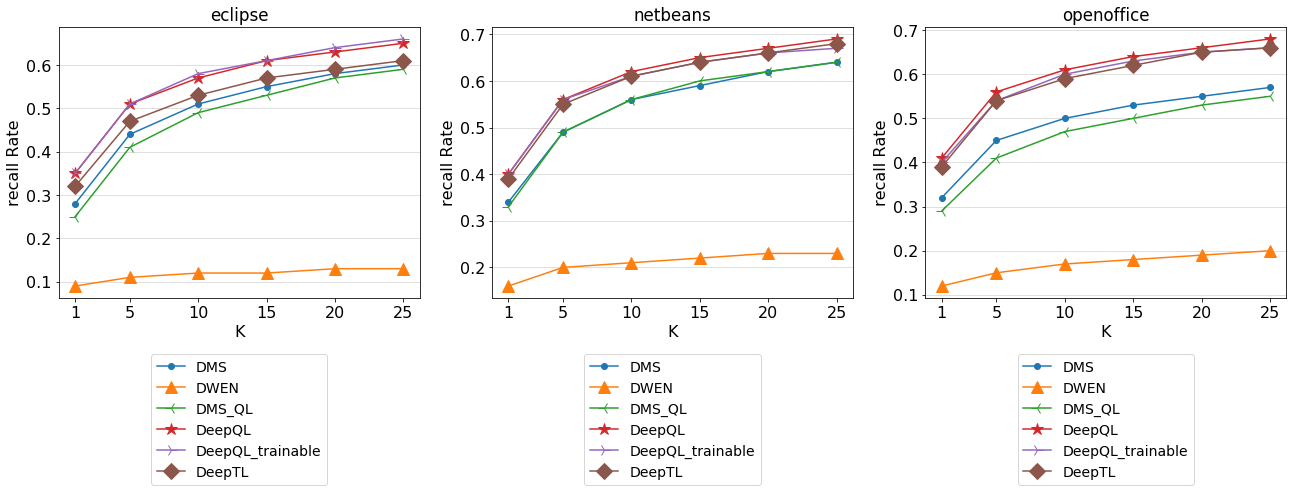 eclipse
recall Rate
0.6
0.5
0.4
0.3
0.2
0.1
1 5 10 15 20 25
K
DMS
DWEN
DMS_QL
DeepQL
DeepQL_trainable
DeepTL
netbeans
recall Rate
0.7
0.6
0.5
0.4
0.3
0.2
1 5 10 15 20 25
K
DMS
DWEN
DMS_QL
DeepQL
DeepQL_trainable
DeepTL
openoffice
recall Rate
0.7
0.6
0.5
0.4
0.3
0.2
0.1
1 5 10 15 20 25
K
DMS
DWEN
DMS_QL
DeepQL
DeepQL_trainable
DeepTL